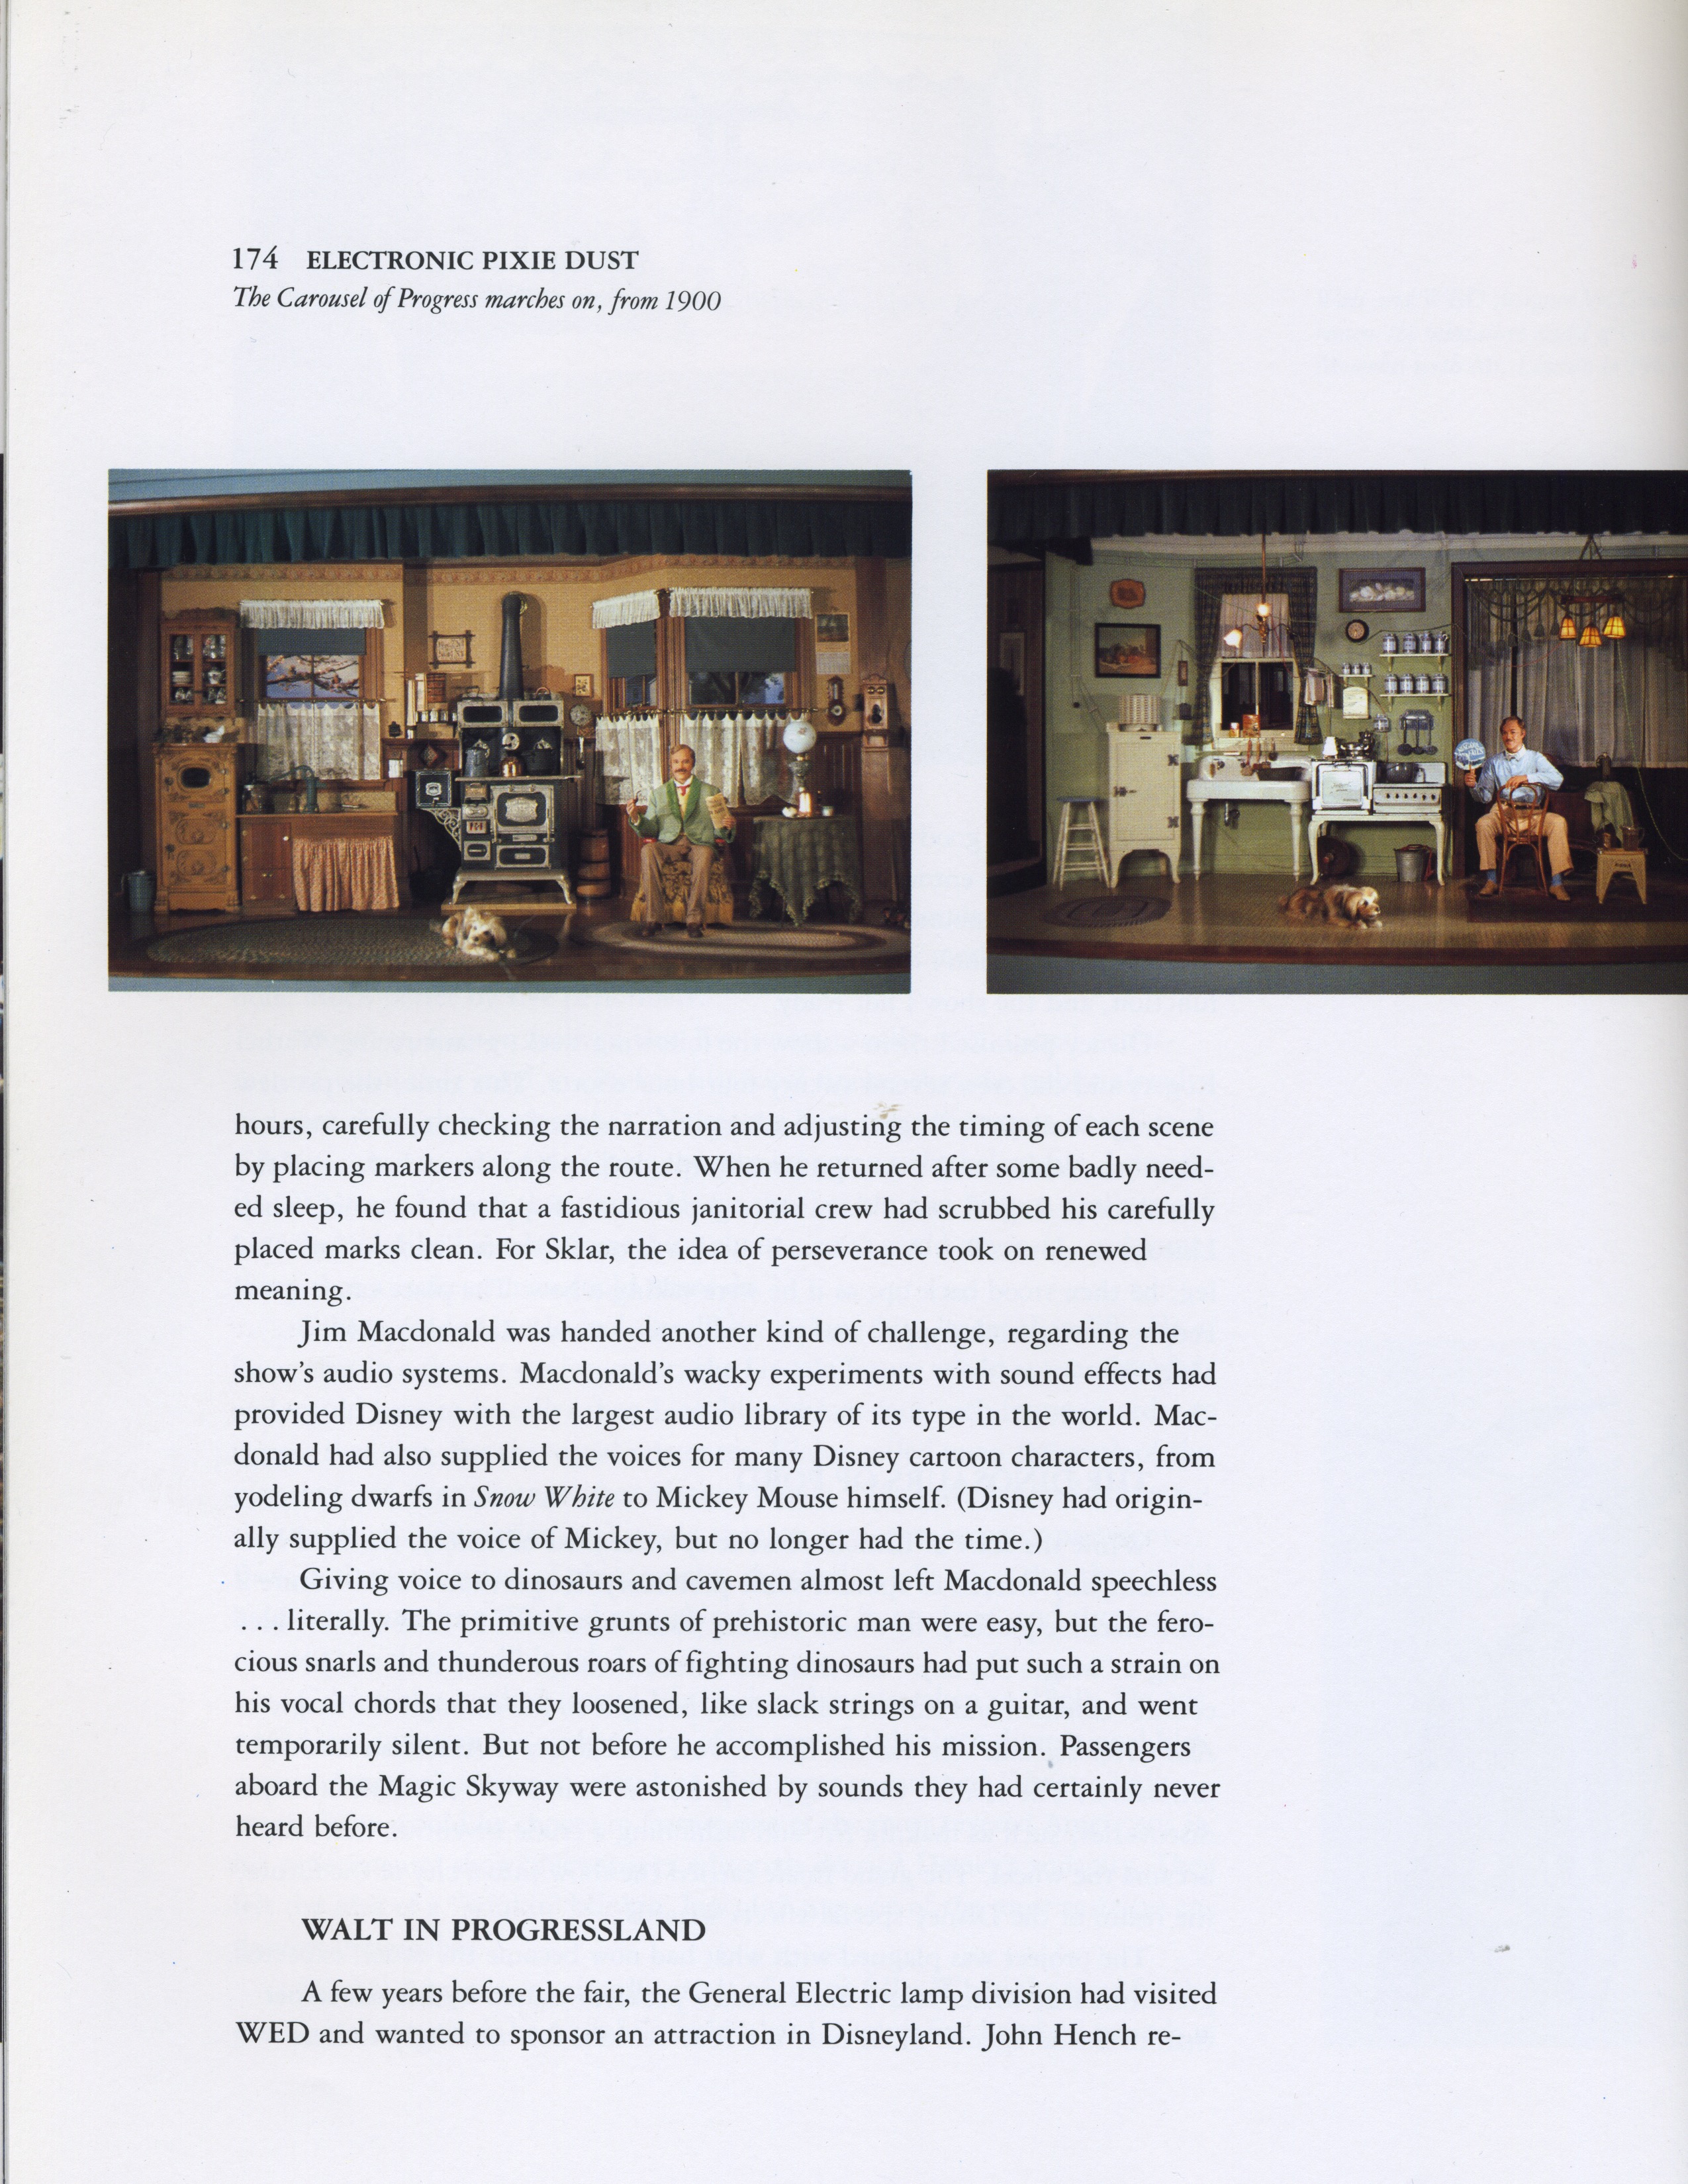 174 ELECTRONIC PIXIE DUST
The Carousel of Progress marches on, from 1900
hours, carefully checking the narration and adjusting the timing of each scene
by placing markers along the route. When he returned after some badly need-
ed sleep, he found that a fastidious janitorial crew had scrubbed his carefully
placed marks clean. For Sklar, the idea of perseverance took on renewed
meaning.
Jim Macdonald was handed another kind of challenge, regarding the
show's audio systems. Macdonald's wacky experiments with sound effects had
provided Disney with the largest audio library of its type in the world. Mac-
donald had also supplied the voices for many Disney cartoon characters, from
yodeling dwarfs in Snow White to Mickey Mouse himself. (Disney had origin-
ally supplied the voice of Mickey, but no longer had the time.)
Giving voice to dinosaurs and cavemen almost left Macdonald speechless
... literally. The primitive grunts of prehistoric man were easy, but the fero-
cious snarls and thunderous roars of fighting dinosaurs had put such a strain on
his vocal chords that they loosened, like slack strings on a guitar, and went
temporarily silent. But not before he accomplished his mission. Passengers
aboard the Magic Skyway were astonished by sounds they had certainly never
heard before.
WALT IN PROGRESSLAND
A few years before the fair, the General Electric lamp division had visited
WED and wanted to sponsor an attraction in Disneyland. John Hench re-